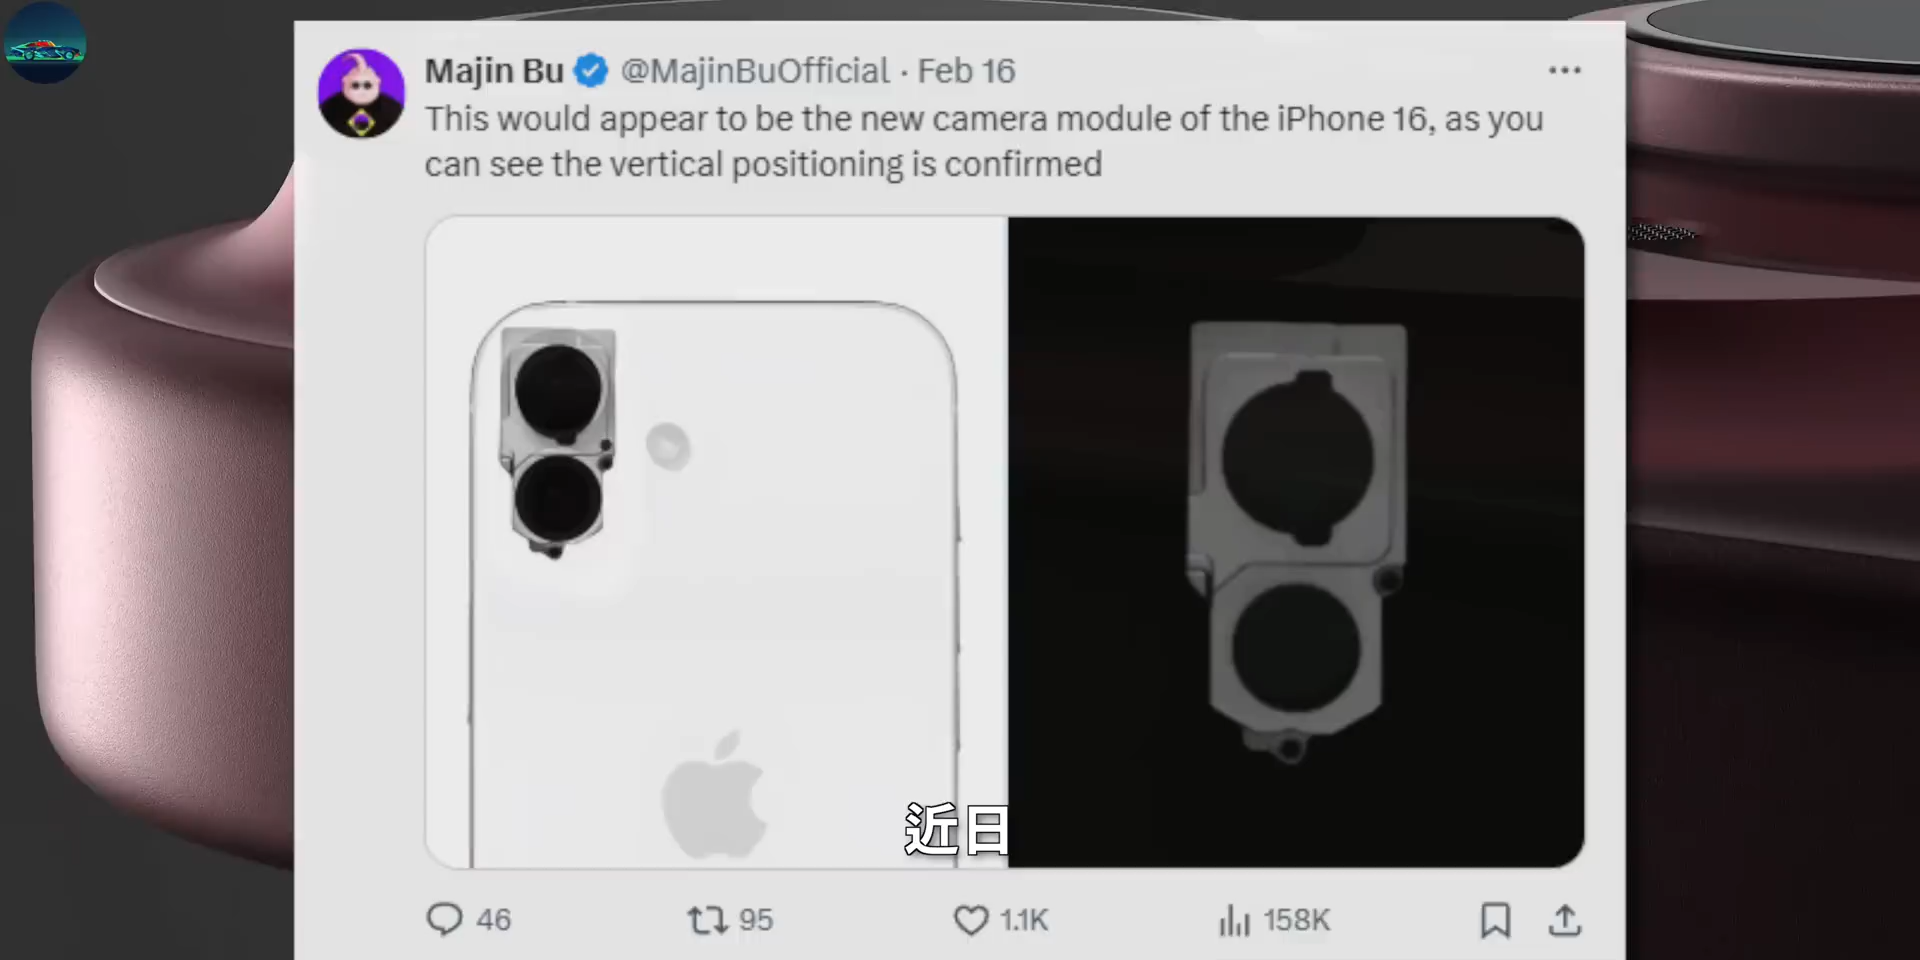 Majin Bu @MajinBuOfficial · Feb 16
This would appear to be the new camera module of the iPhone 16, as you
can see the vertical positioning is confirmed
近日
46 95 1.1K 158K